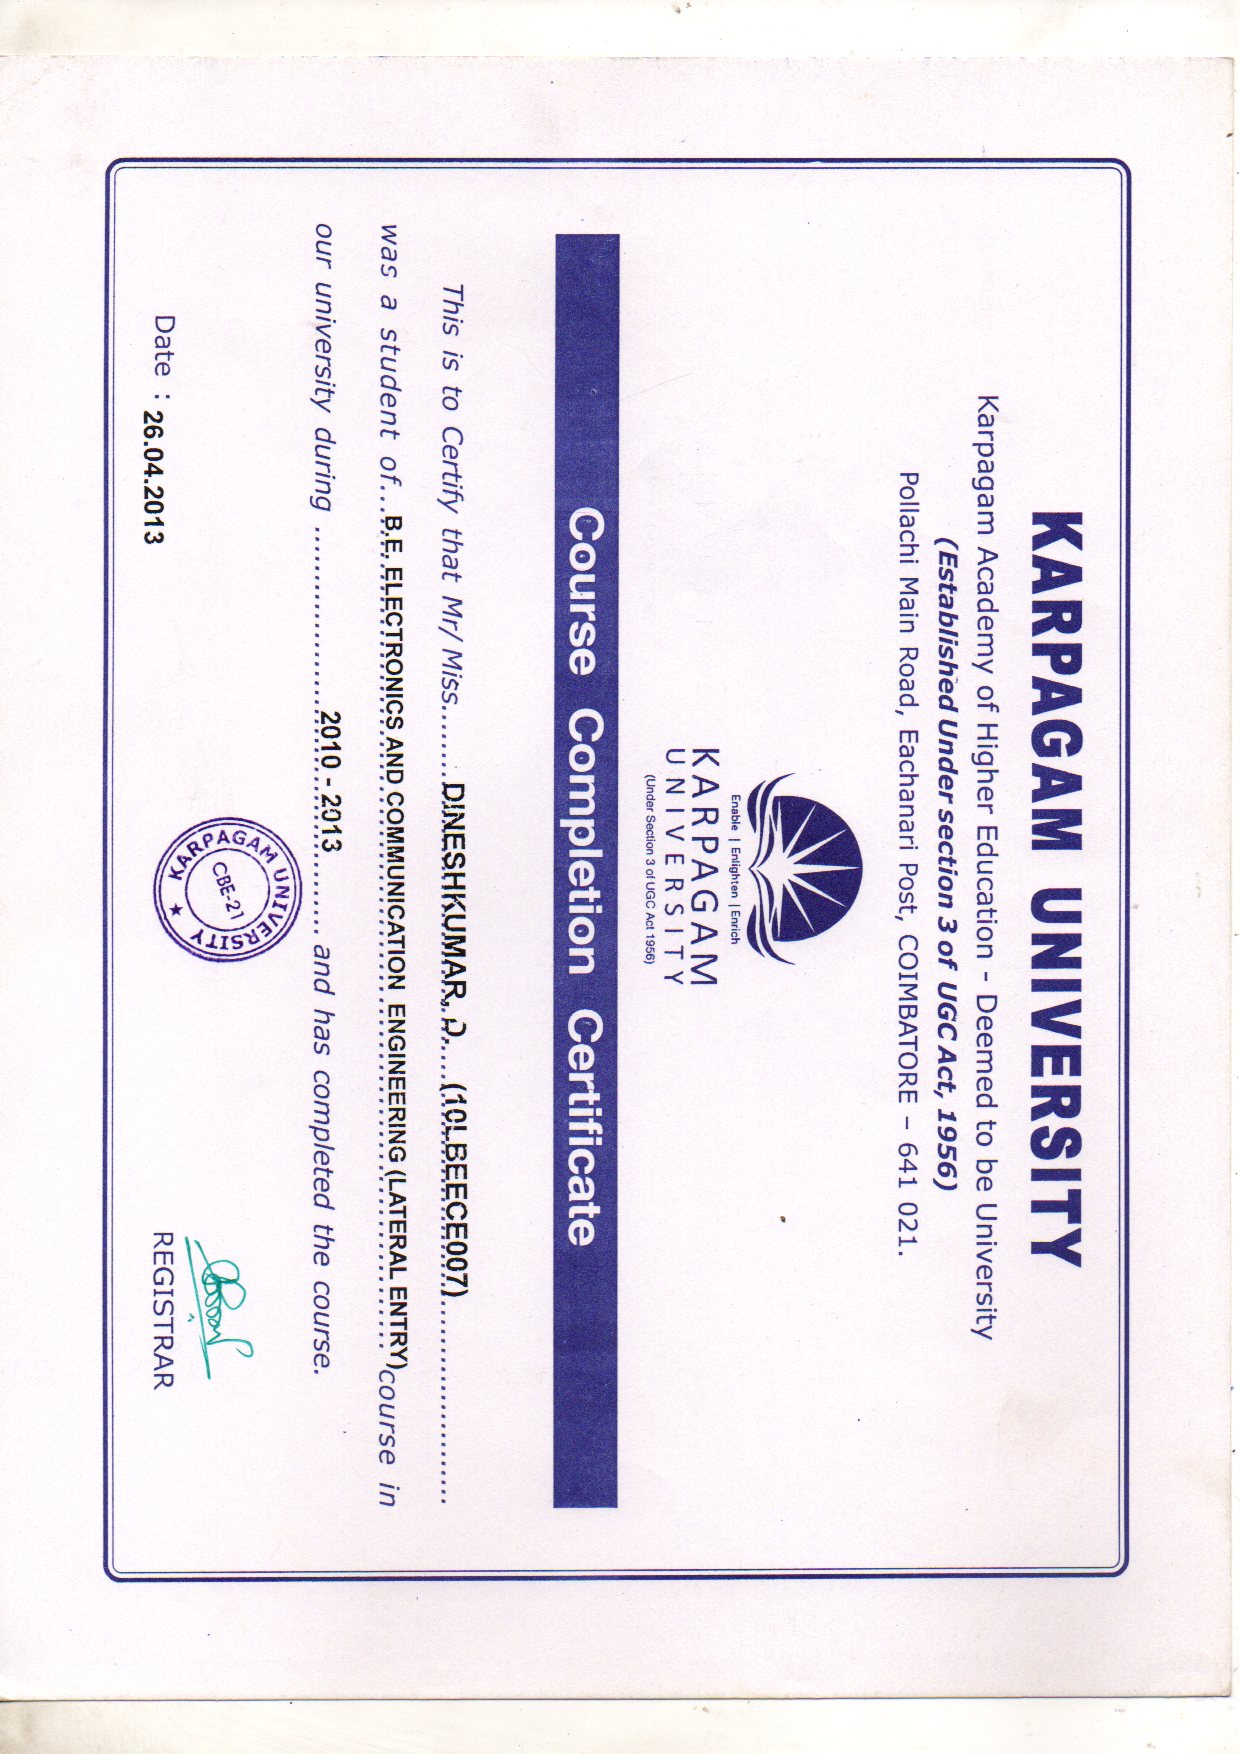 KARPAGAM UNIVERSITY
Karpagam Academy of Higher Education - Deemed to be University
(Established Under section 3 of UGC Act, 1956)
Pollachi Main Road, Eachanari Post, COIMBATORE – 641 021.
Enable | Enlighten | Enrich
KARPAGAM
UNIVERSITY
(Under Section 3 of UGC Act 1956)
Course Completion Certificate
This is to Certify that Mr/ Miss........DINESHKUMAR, D. (10LBEECE007)........................
was a student of...B.E. ELECTRONICS AND COMMUNICATION ENGINEERING (LATERAL ENTRY) course in
our university during ........................2010 - 2013............ and has completed the course.
KARPAGAM UNIVERSITY ★
CBE-21
Date : 26.04.2013
REGISTRAR